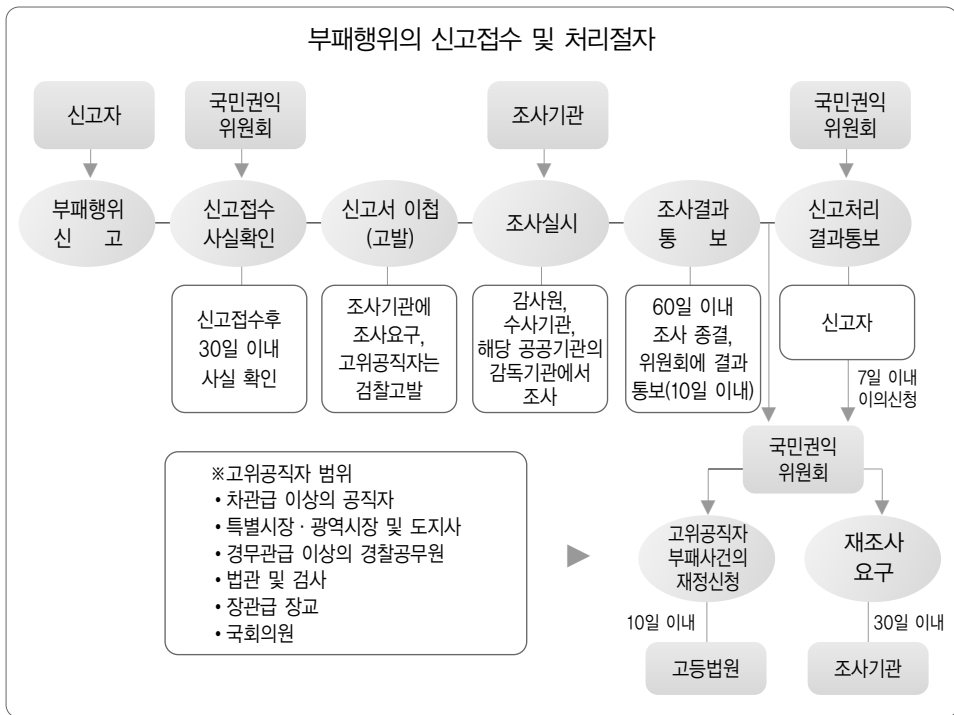 부패행위의 신고접수 및 처리절자
신고자
국민권익
위원회
조사기관
국민권익
위원회
부패행위
신 고
신고접수
사실확인
신고서 이첩
(고발)
조사실시
조사결과
통 보
신고처리
결과통보
신고접수후
30일 이내
사실 확인
조사기관에
조사요구,
고위공직자는
검찰고발
감사원,
수사기관,
해당 공공기관의
감독기관에서
조사
60일 이내
조사 종결,
위원회에 결과
통보(10일 이내)
신고자
7일 이내
이의신청
국민권익
위원회
※고위공직자 범위
• 차관급 이상의 공직자
• 특별시장 · 광역시장 및 도지사
• 경무관급 이상의 경찰공무원
• 법관 및 검사
• 장관급 장교
• 국회의원
고위공직자
부패사건의
재정신청
재조사
요구
10일 이내
30일 이내
고등법원
조사기관